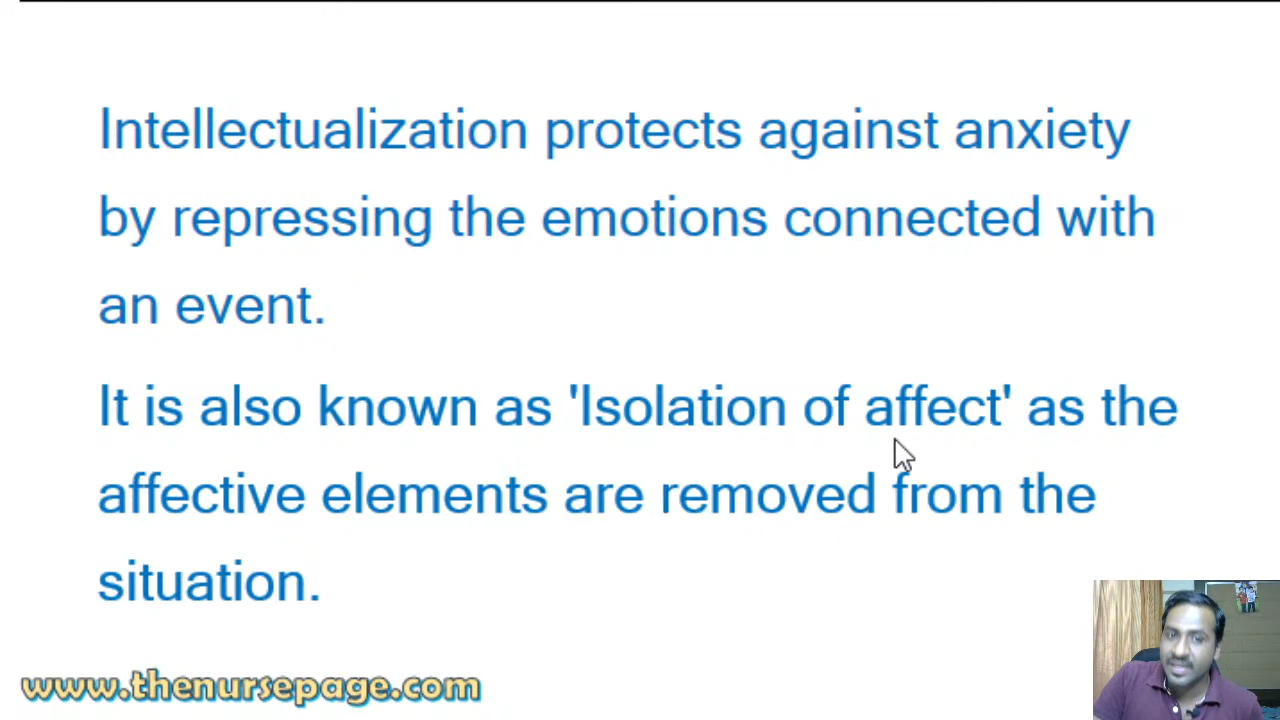 Intellectualization protects against anxiety
by repressing the emotions connected with
an event.
It is also known as 'Isolation of affect' as the
affective elements are removed from the
situation.
www.thenursepage.com